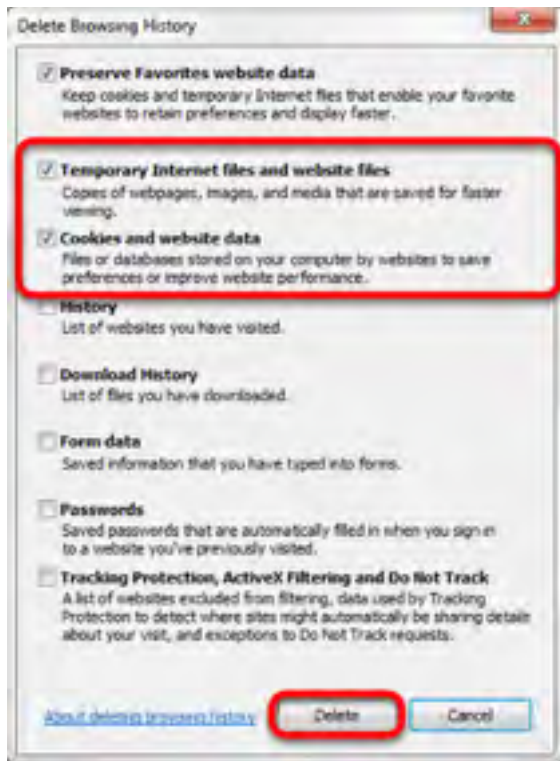 Delete Browsing History
Preserve Favorites website data
Keep cookies and temporary Internet files that enable your favorite
websites to retain preferences and display faster.
Temporary Internet files and website files
Copies of webpages, images, and media that are saved for faster
viewing.
Cookies and website data
Files or databases stored on your computer by websites to save
preferences or improve website performance.
History
List of websites you have visited.
Download History
List of files you have downloaded.
Form data
Saved information that you have typed into forms.
Passwords
Saved passwords that are automatically filled in when you sign in
to a website you've previously visited.
Tracking Protection, ActiveX Filtering and Do Not Track
A list of websites excluded from filtering, data used by Tracking
Protection to detect where sites might automatically be sharing details
about your visit, and exceptions to Do Not Track requests.
About deleting browsing history
Delete
Cancel